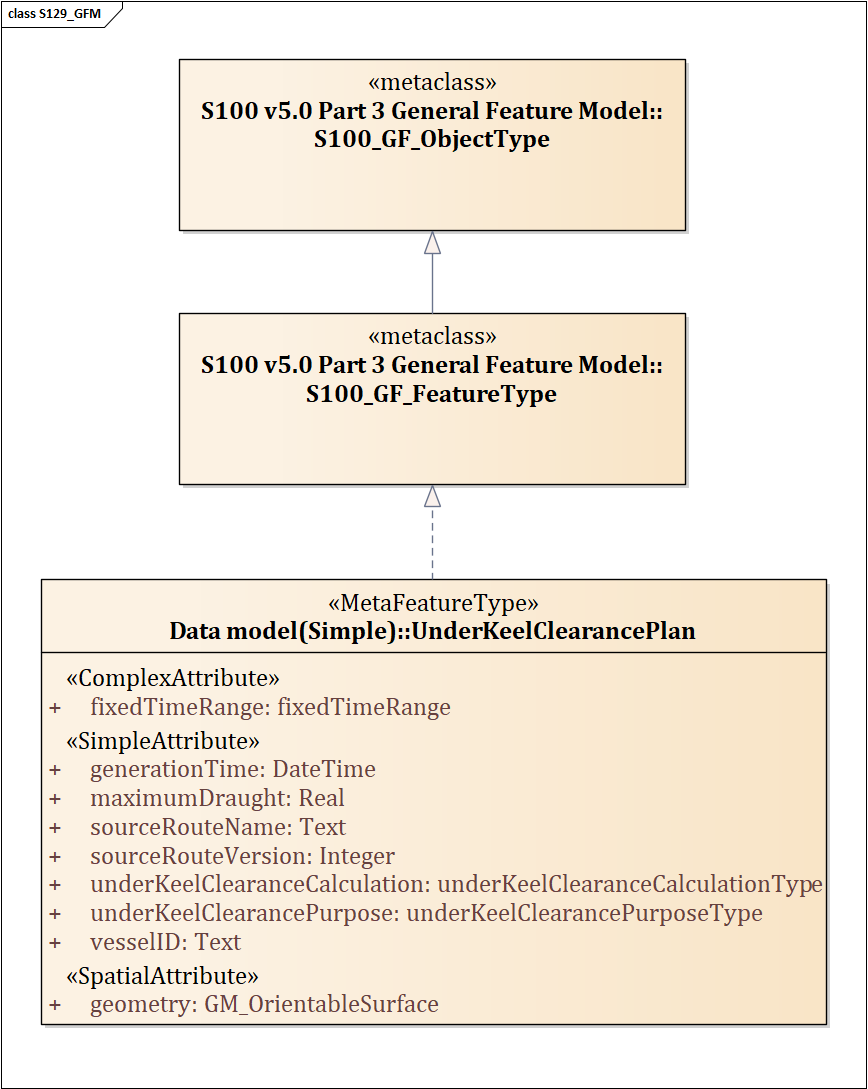 class S129_GFM
«metaclass»
S100 v5.0 Part 3 General Feature Model::
S100_GF_ObjectType
«metaclass»
S100 v5.0 Part 3 General Feature Model::
S100_GF_FeatureType
«MetaFeatureType»
Data model(Simple)::UnderKeelClearancePlan
«ComplexAttribute»
+ fixedTimeRange: fixedTimeRange
«SimpleAttribute»
+ generationTime: DateTime
+ maximumDraught: Real
+ sourceRouteName: Text
+ sourceRouteVersion: Integer
+ underKeelClearanceCalculation: underKeelClearanceCalculationType
+ underKeelClearancePurpose: underKeelClearancePurposeType
+ vesselID: Text
«SpatialAttribute»
+ geometry: GM_OrientableSurface